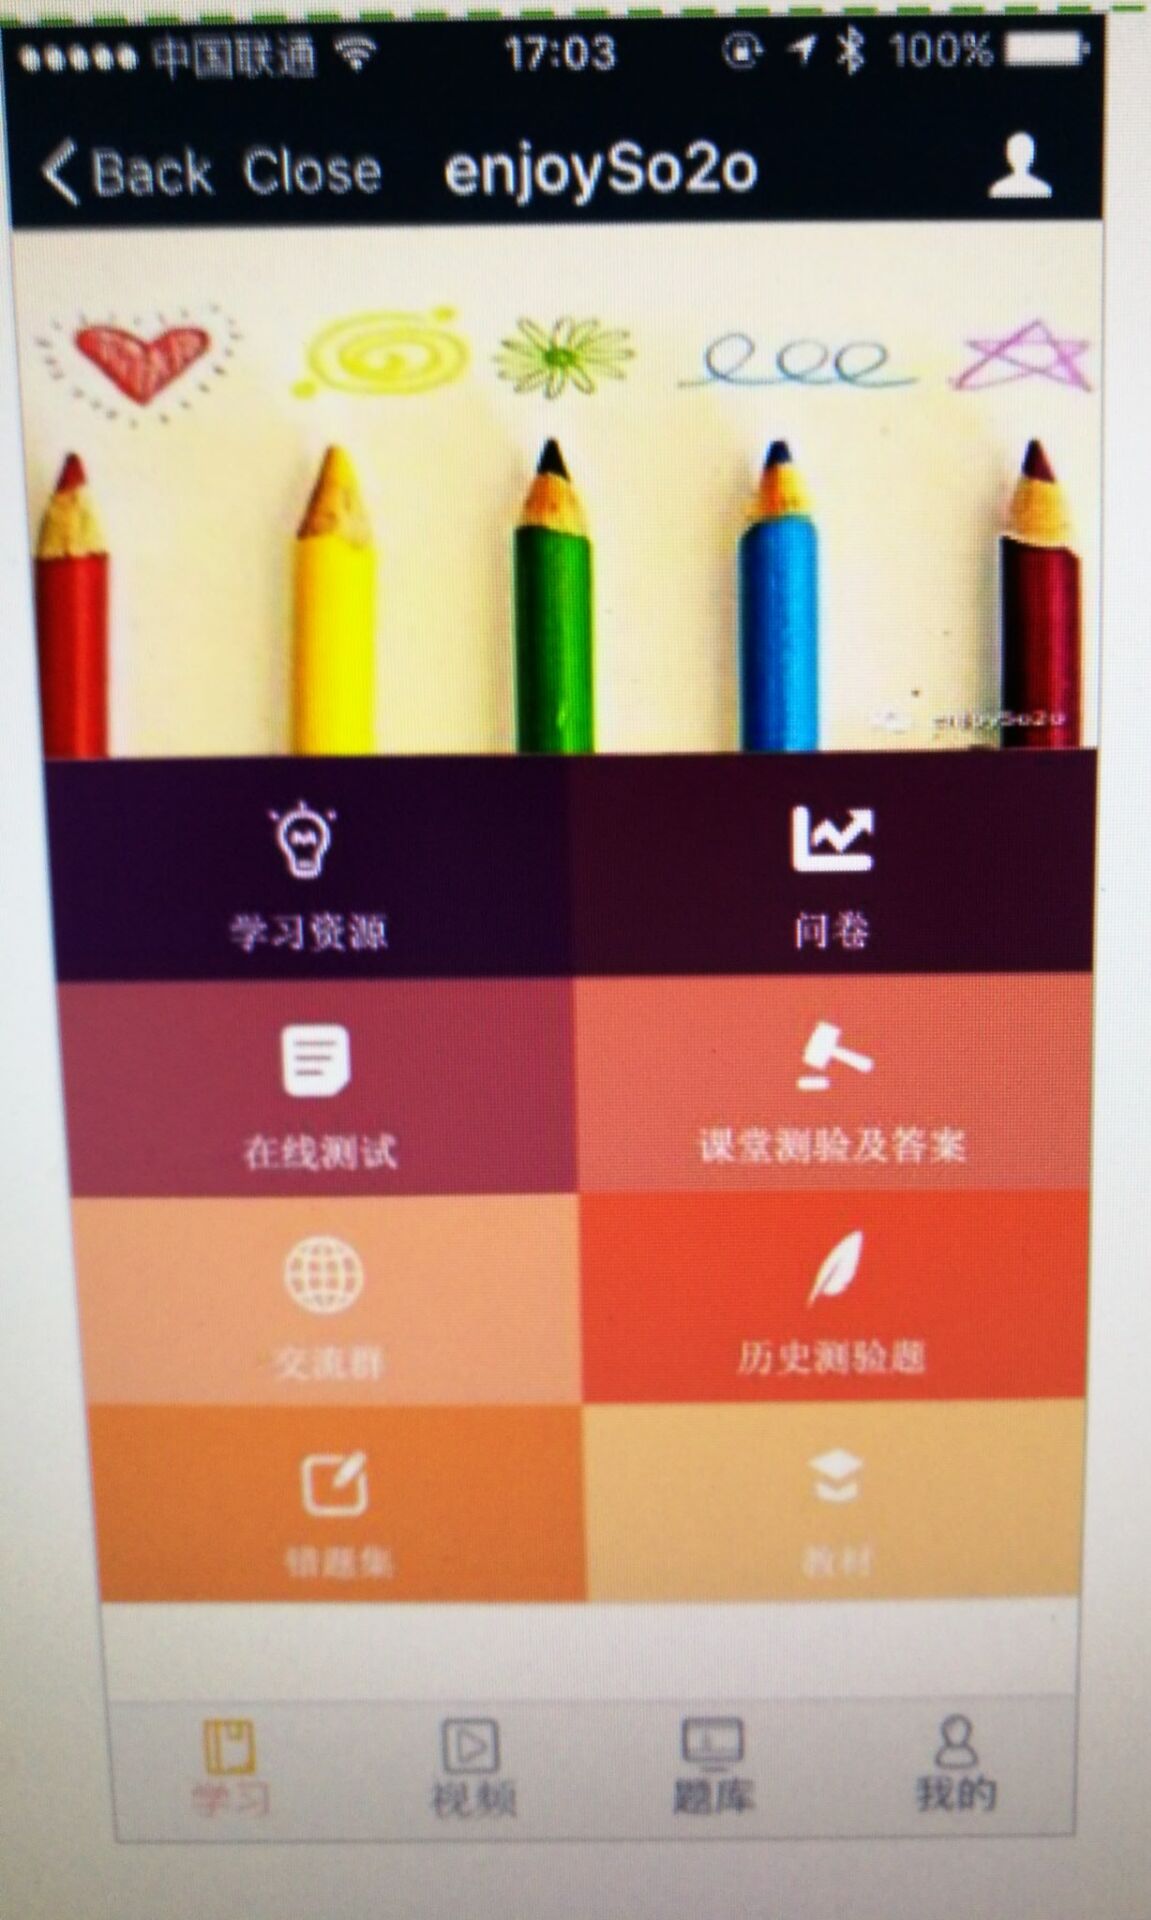 中国联通 17:03 100%
Back Close enjoySo2o
enjoySo2o
学习资源 问卷
在线测试 课堂测验及答案
交流群 历史测验题
错题集 教材
学习 视频 题库 我的